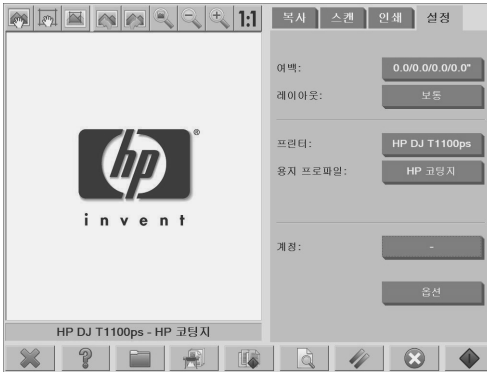 1:1
복사 스캔 인쇄 설정
여백: 0.0/0.0/0.0/0.0"
레이아웃: 보통
프린터: HP DJ T1100ps
용지 프로파일: HP 코팅지
계정: -
옵션
hp®
invent
HP DJ T1100ps - HP 코팅지